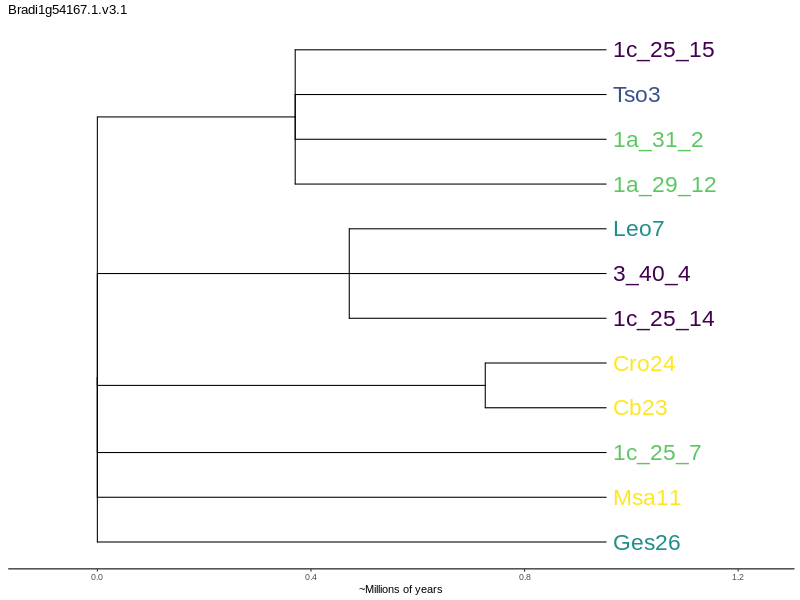 Bradi1g54167.1.v3.1
1c_25_15
Tso3
1a_31_2
1a_29_12
Leo7
3_40_4
1c_25_14
Cro24
Cb23
1c_25_7
Msa11
Ges26
0.0 0.4 0.8 1.2
~Millions of years